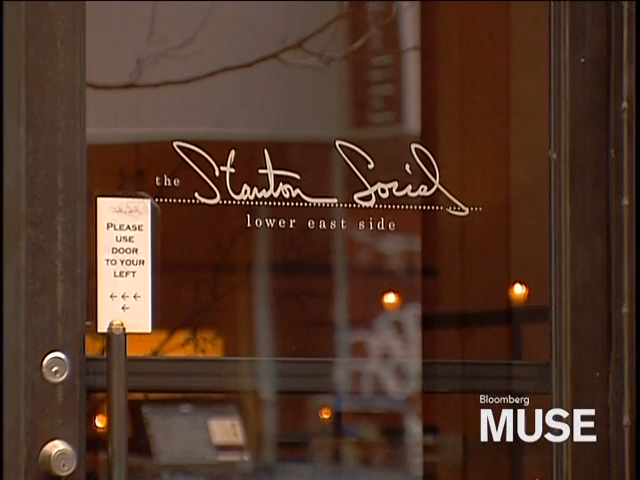 the Stanton Social
lower east side
PLEASE
USE
DOOR
TO YOUR
LEFT
←←←
←
Bloomberg
MUSE